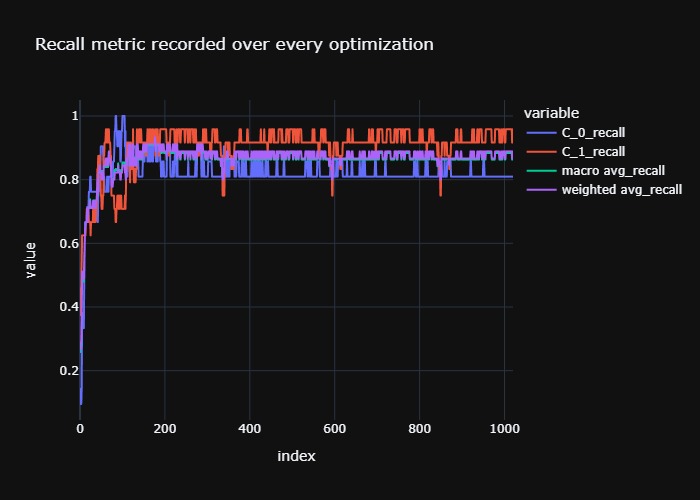 Recall metric recorded over every optimization
variable
C_0_recall
C_1_recall
macro avg_recall
weighted avg_recall
value
1
0.8
0.6
0.4
0.2
0
200
400
600
800
1000
index